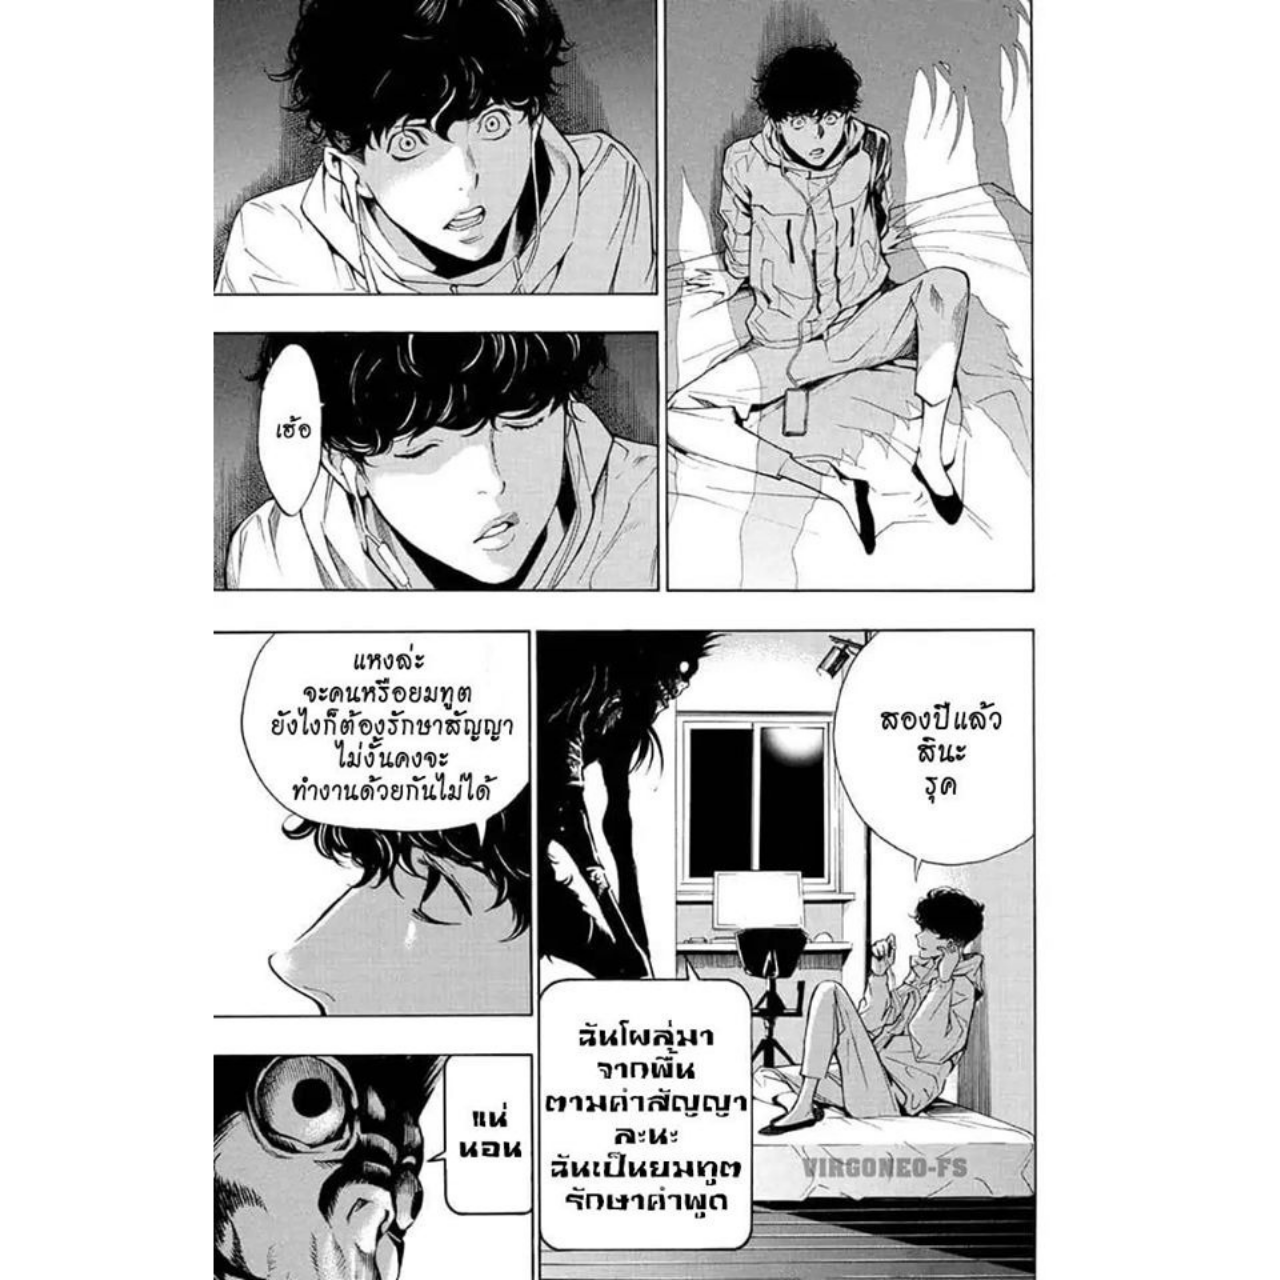 เฮ้อ
สองปีแล้ว
สินะ
รุค
ฉันโผล่มา
จากพื้น
ตามคำสัญญา
ละนะ
ฉันเป็นยมทูต
รักษาคำพูด
แหงล่ะ
จะคนหรือยมทูต
ยังไงก็ต้องรักษาสัญญา
ไม่งั้นคงจะ
ทำงานด้วยกันไม่ได้
แน่
นอน
VIRGONEO-FS